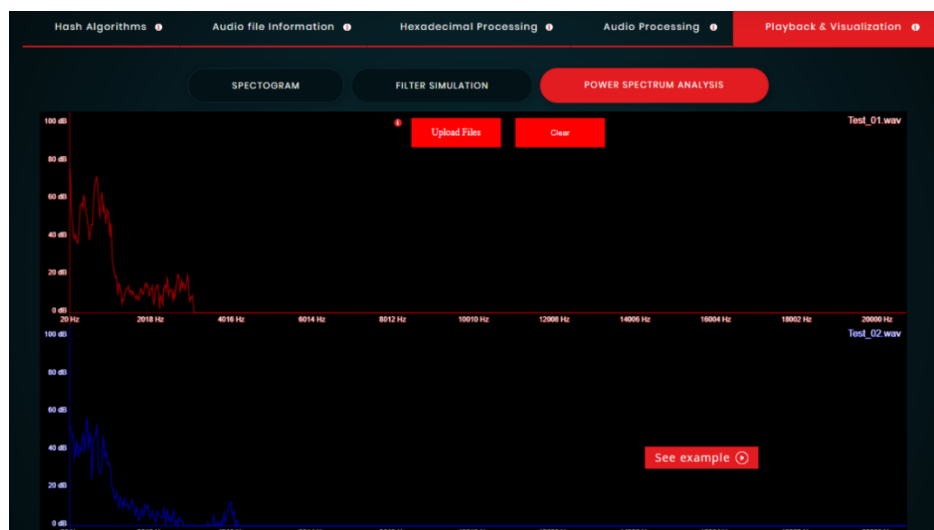 Hash Algorithms
Audio file Information
Hexadecimal Processing
Audio Processing
Playback & Visualization
SPECTOGRAM
FILTER SIMULATION
POWER SPECTRUM ANALYSIS
100 dB
Upload Files
Clear
Test_01.wav
80 dB
60 dB
40 dB
20 dB
0 dB
20 Hz
2018 Hz
4016 Hz
6014 Hz
8012 Hz
10010 Hz
12008 Hz
14006 Hz
16004 Hz
18002 Hz
20000 Hz
100 dB
Test_02.wav
80 dB
60 dB
40 dB
See example
20 dB
0 dB